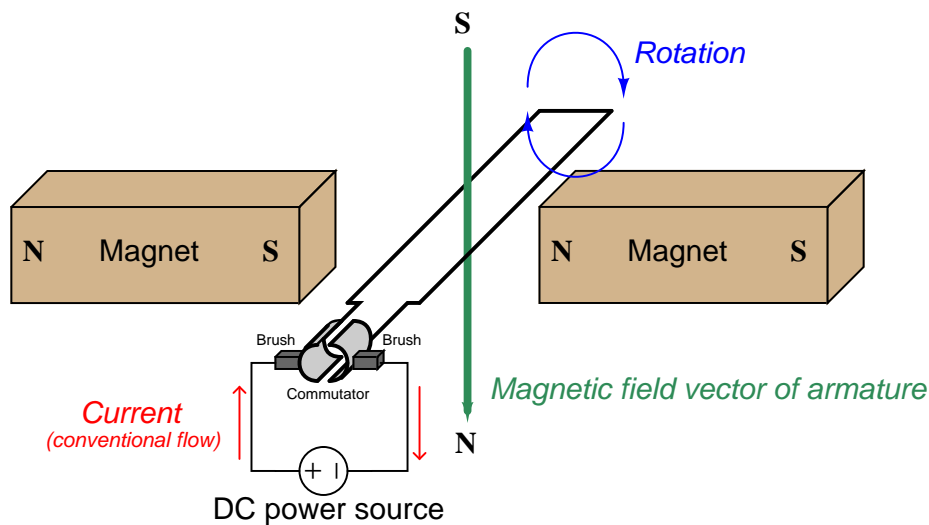 S
Rotation
N Magnet S
N Magnet S
Brush
Brush
Commutator
Magnetic field vector of armature
Current
(conventional flow)
N
+ -
DC power source